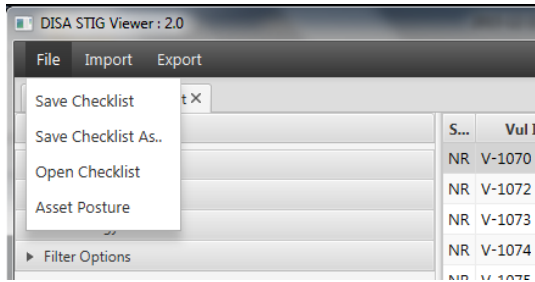 DISA STIG Viewer : 2.0
File Import Export
Save Checklist
Save Checklist As..
Open Checklist
Asset Posture
Filter Options
S... Vul
NR V-1070
NR V-1072
NR V-1073
NR V-1074